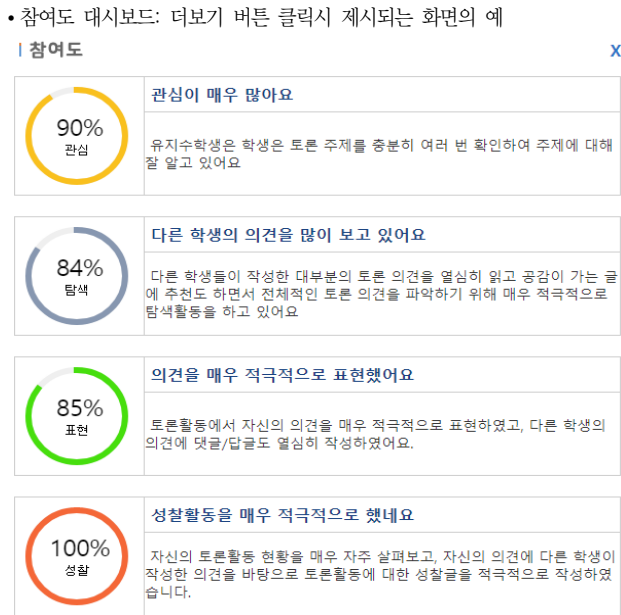 • 참여도 대시보드: 더보기 버튼 클릭시 제시되는 화면의 예
참여도
X
90%
관심
관심이 매우 많아요
유지수학생은 학생은 토론 주제를 충분히 여러 번 확인하여 주제에 대해
잘 알고 있어요
84%
탐색
다른 학생의 의견을 많이 보고 있어요
다른 학생들이 작성한 대부분의 토론 의견을 열심히 읽고 공감이 가는 글
에 추천도 하면서 전체적인 토론 의견을 파악하기 위해 매우 적극적으로
탐색활동을 하고 있어요
85%
표현
의견을 매우 적극적으로 표현했어요
토론활동에서 자신의 의견을 매우 적극적으로 표현하였고, 다른 학생의
의견에 댓글/답글도 열심히 작성하였어요.
100%
성찰
성찰활동을 매우 적극적으로 했네요
자신의 토론활동 현황을 매우 자주 살펴보고, 자신의 의견에 다른 학생이
작성한 의견을 바탕으로 토론활동에 대한 성찰글을 적극적으로 작성하였
습니다.